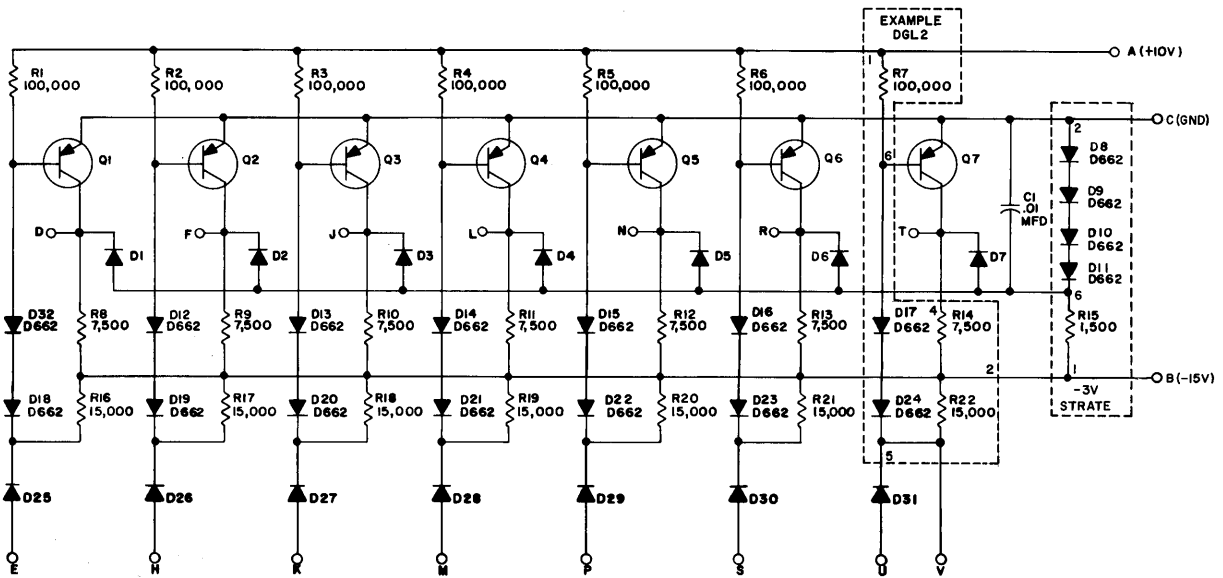 EXAMPLE
DGL2
A (+10V)
1
R1
100,000
R2
100,000
R3
100,000
R4
100,000
R5
100,000
R6
100,000
R7
100,000
C (GND)
2
Q1
Q2
Q3
Q4
Q5
Q6
6
Q7
D8
D662
D9
D662
D10
D662
D11
D662
C1
.01
MFD
D
F
J
L
N
R
T
D1
D2
D3
D4
D5
D6
D7
6
D32
D662
R8
7,500
D12
D662
R9
7,500
D13
D662
R10
7,500
D14
D662
R11
7,500
D15
D662
R12
7,500
D16
D662
R13
7,500
D17
D662
4
R14
7,500
R15
1,500
2
1
B (-15V)
-3V
STRATE
D18
D662
R16
15,000
D19
D662
R17
15,000
D20
D662
R18
15,000
D21
D662
R19
15,000
D22
D662
R20
15,000
D23
D662
R21
15,000
D24
D662
R22
15,000
5
D25
D26
D27
D28
D29
D30
D31
E
H
K
M
P
S
U
V